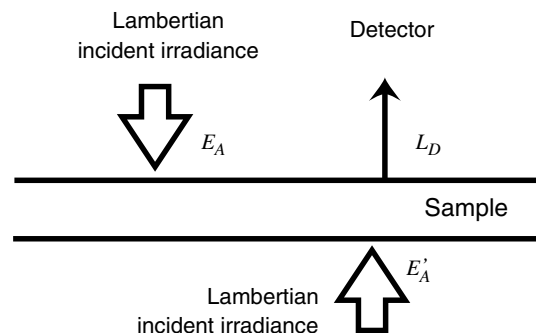 Lambertian
incident irradiance
Detector
E_A
L_D
Sample
E'_A
Lambertian
incident irradiance